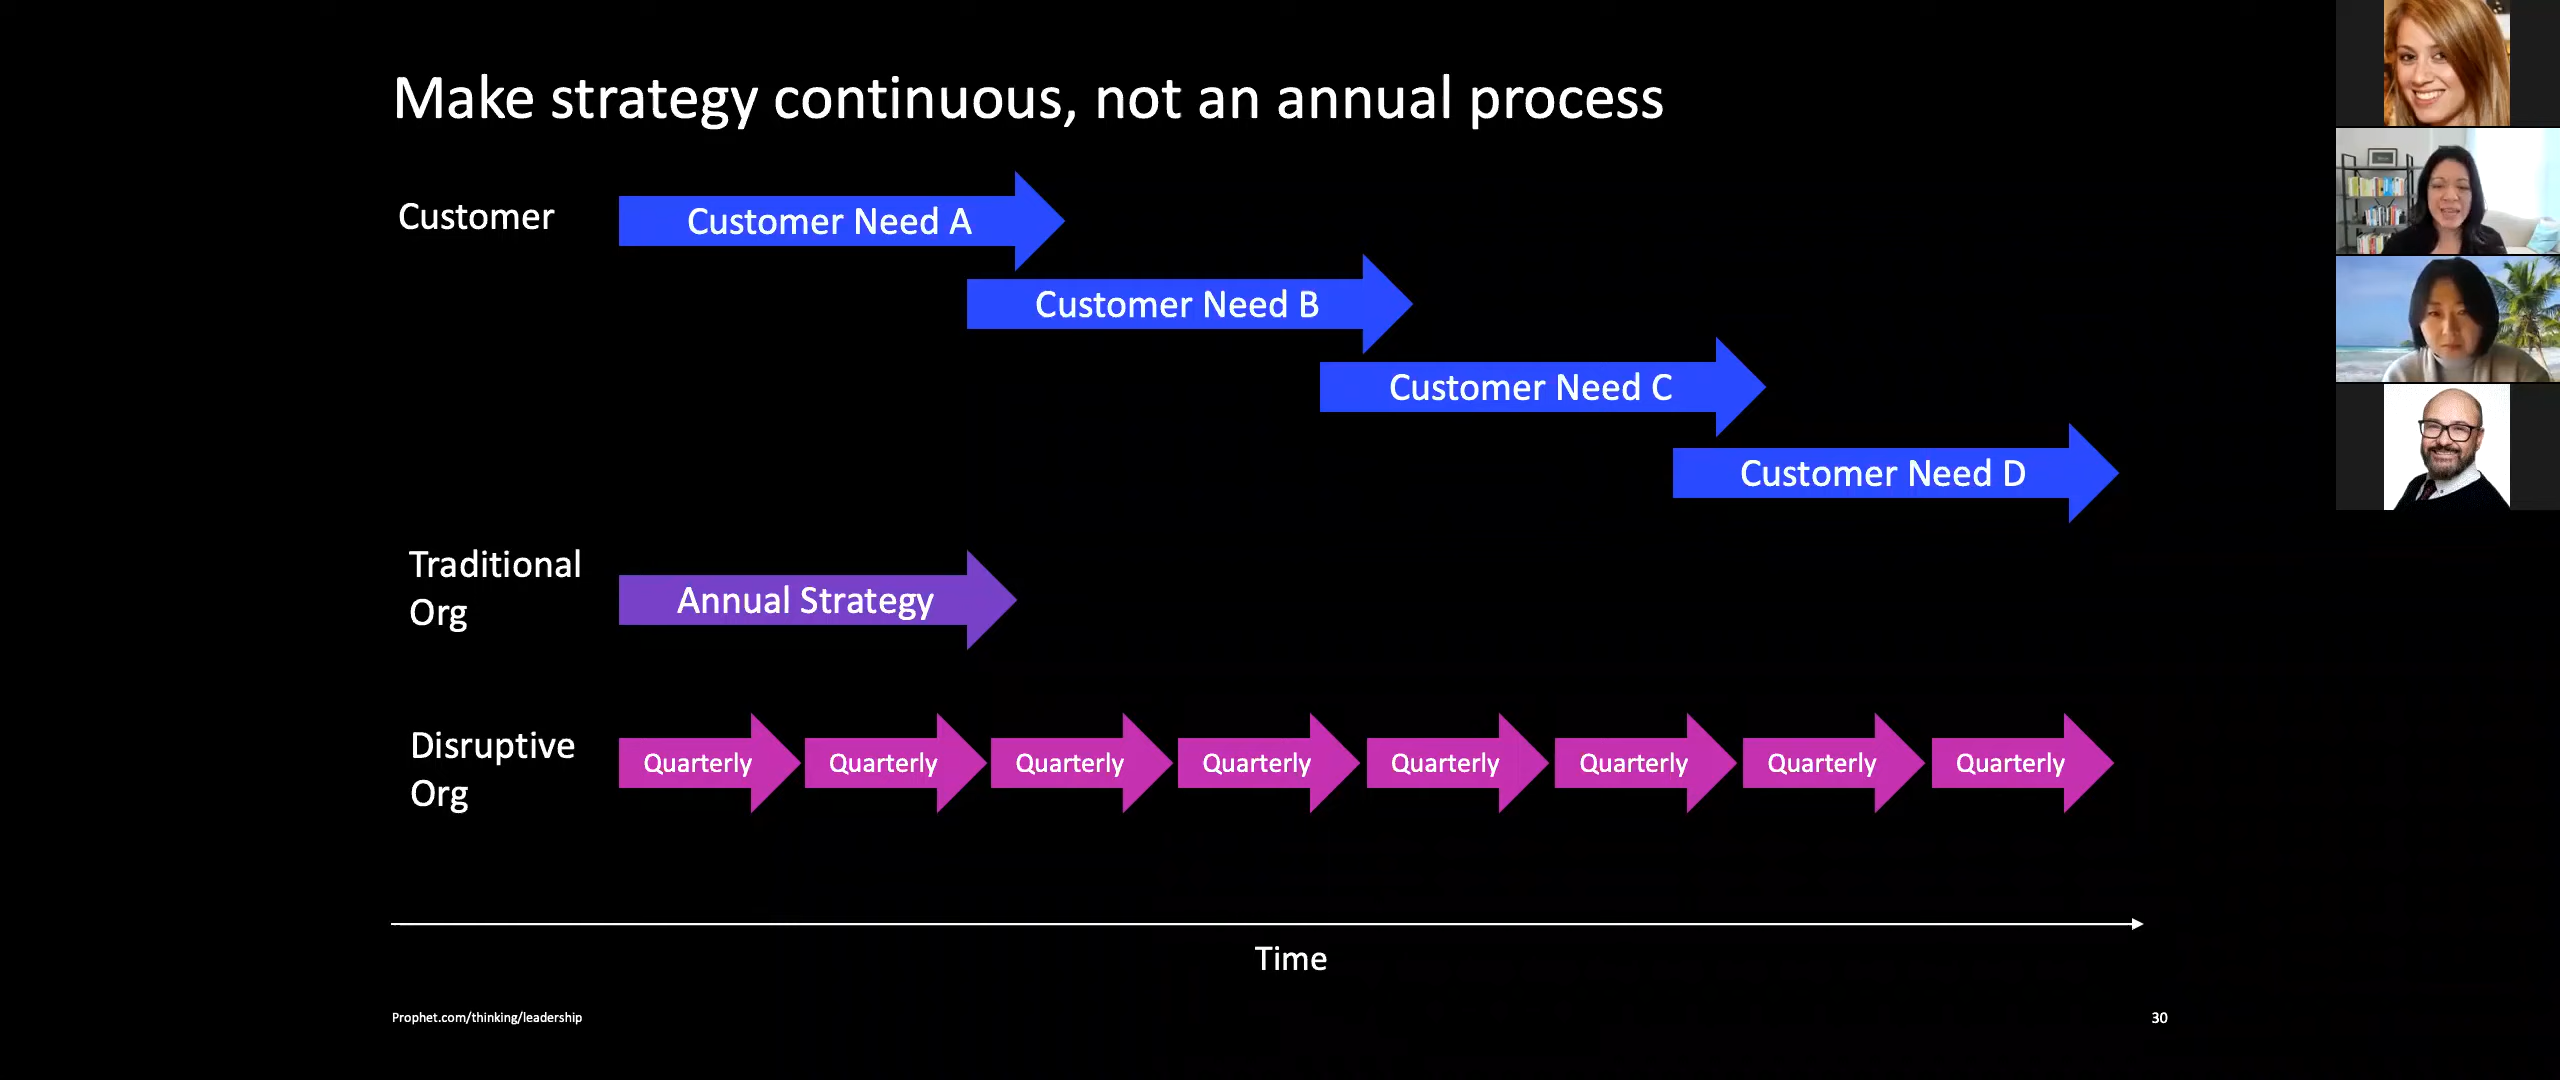 Make strategy continuous, not an annual process
Customer
Customer Need A
Customer Need B
Customer Need C
Customer Need D
Traditional
Org
Annual Strategy
Disruptive
Org
Quarterly
Quarterly
Quarterly
Quarterly
Quarterly
Quarterly
Quarterly
Quarterly
Time
Prophet.com/thinking/leadership
30